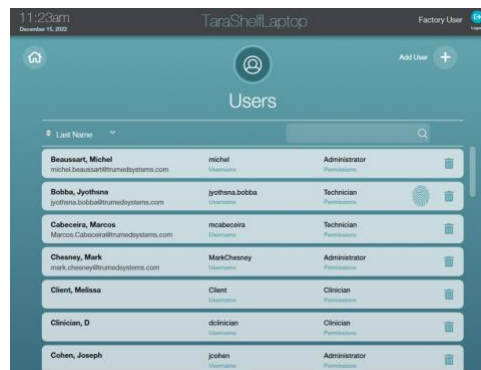 11:23am
TaraShelfLaptop
Factory User
December 15, 2022
Add User
Users
Last Name
Beaussart, Michel
michel
Administrator
michel.beaussart@trumedsystems.com
Username
Permissions
Bobba, Jyothsna
jyothsna.bobba
Technician
jyothsna.bobba@trumedsystems.com
Username
Permissions
Cabeceira, Marcos
mcabeceira
Technician
Marcos.Cabeceira@trumedsystems.com
Username
Permissions
Chesney, Mark
MarkChesney
Administrator
mark.chesney@trumedsystems.com
Username
Permissions
Client, Melissa
Client
Clinician
Username
Permissions
Clinician, D
dclinician
Clinician
Username
Permissions
Cohen, Joseph
jcohen
Administrator
Username
Permissions